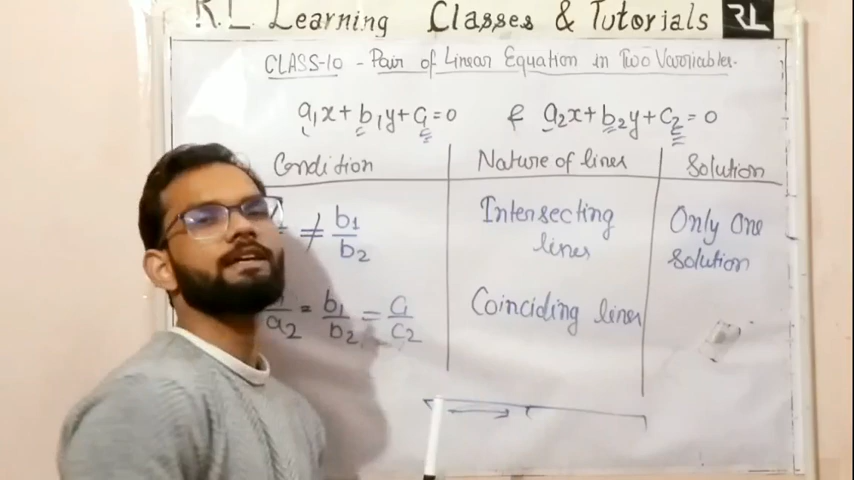 R.L. Learning Classes & Tutorials RL
CLASS-10 - Pair of Linear Equation in Two Varriables.
a₁x + b₁y + c₁ = 0 & a₂x + b₂y + c₂ = 0
Condition Nature of lines Solution
≠ b₁/b₂ Intersecting lines Only One solution
a₂ = b₁/b₂ = c₁/c₂ Coinciding lines